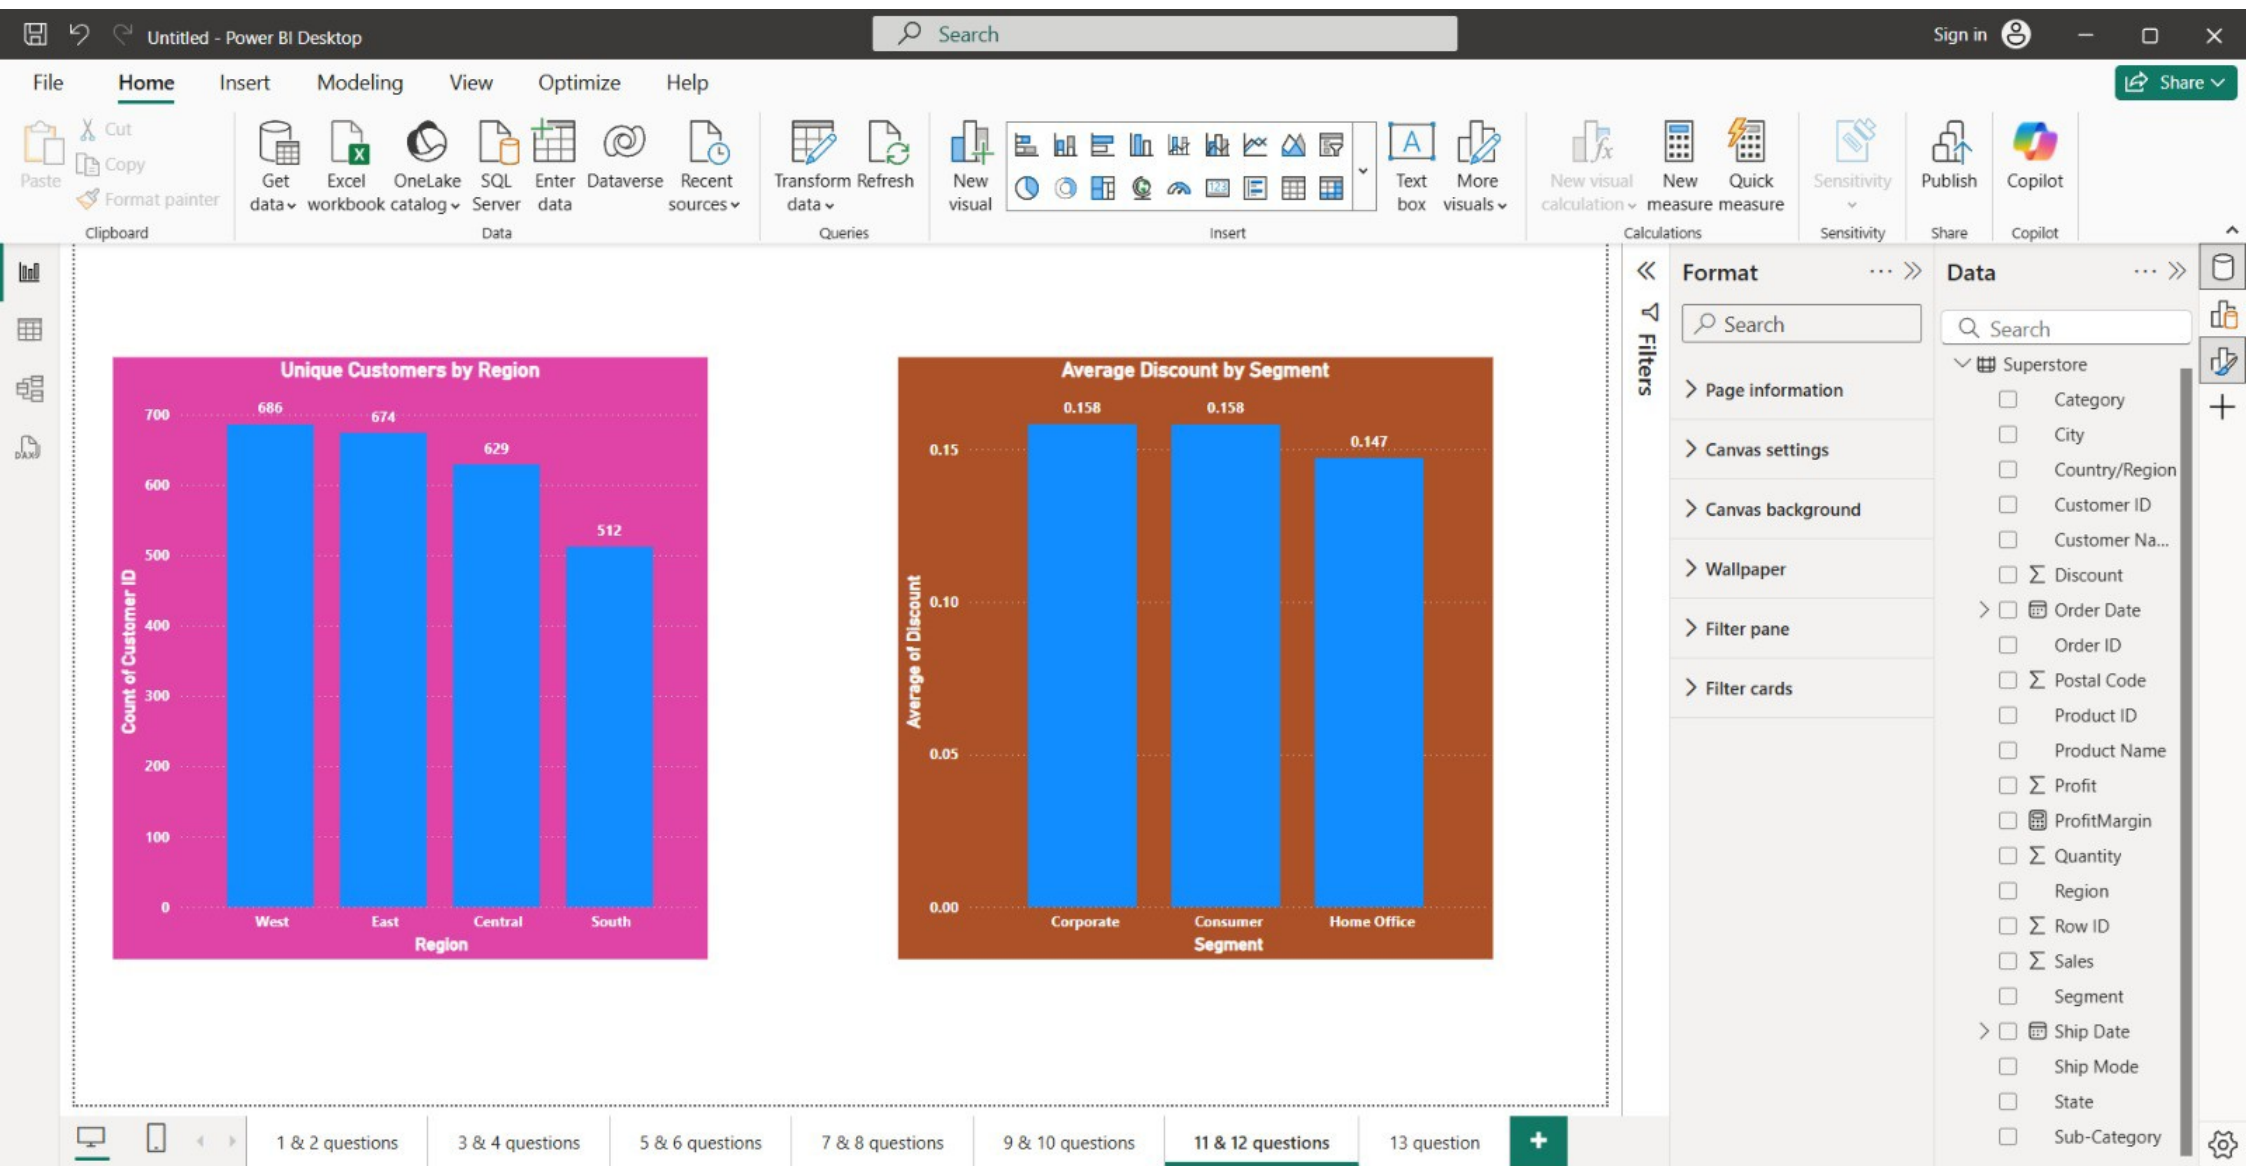 Untitled - Power BI Desktop
Search
Sign in
File Home Insert Modeling View Optimize Help
Share
Paste
Cut
Copy
Format painter
Clipboard
Get data
Excel workbook
OneLake catalog
SQL Server
Enter data
Dataverse
Recent sources
Data
Transform data
Refresh
Queries
New visual
123
Insert
A
Text box
More visuals
New visual calculation
New measure
Quick measure
Calculations
Sensitivity
Sensitivity
Publish
Share
Copilot
Copilot
DAX
Unique Customers by Region
Count of Customer ID
700
600
500
400
300
200
100
0
686
674
629
512
West East Central South
Region
Average Discount by Segment
Average of Discount
0.15
0.10
0.05
0.00
0.158
0.158
0.147
Corporate Consumer Home Office
Segment
Filters
Format
Search
Page information
Canvas settings
Canvas background
Wallpaper
Filter pane
Filter cards
Data
Search
Superstore
Category
City
Country/Region
Customer ID
Customer Na...
Σ Discount
Order Date
Order ID
Σ Postal Code
Product ID
Product Name
Σ Profit
ProfitMargin
Σ Quantity
Region
Σ Row ID
Σ Sales
Segment
Ship Date
Ship Mode
State
Sub-Category
1 & 2 questions 3 & 4 questions 5 & 6 questions 7 & 8 questions 9 & 10 questions 11 & 12 questions 13 question +